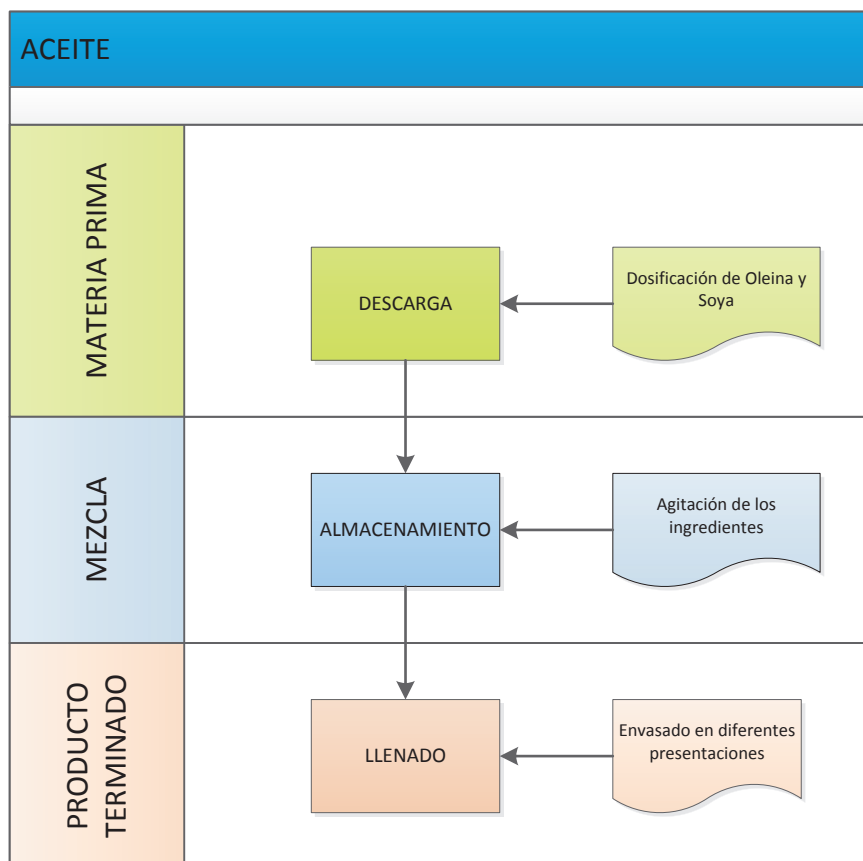 ACEITE
MATERIA PRIMA
DESCARGA
Dosificación de Oleina y
Soya
MEZCLA
ALMACENAMIENTO
Agitación de los
ingredientes
PRODUCTO
TERMINADO
LLENADO
Envasado en diferentes
presentaciones